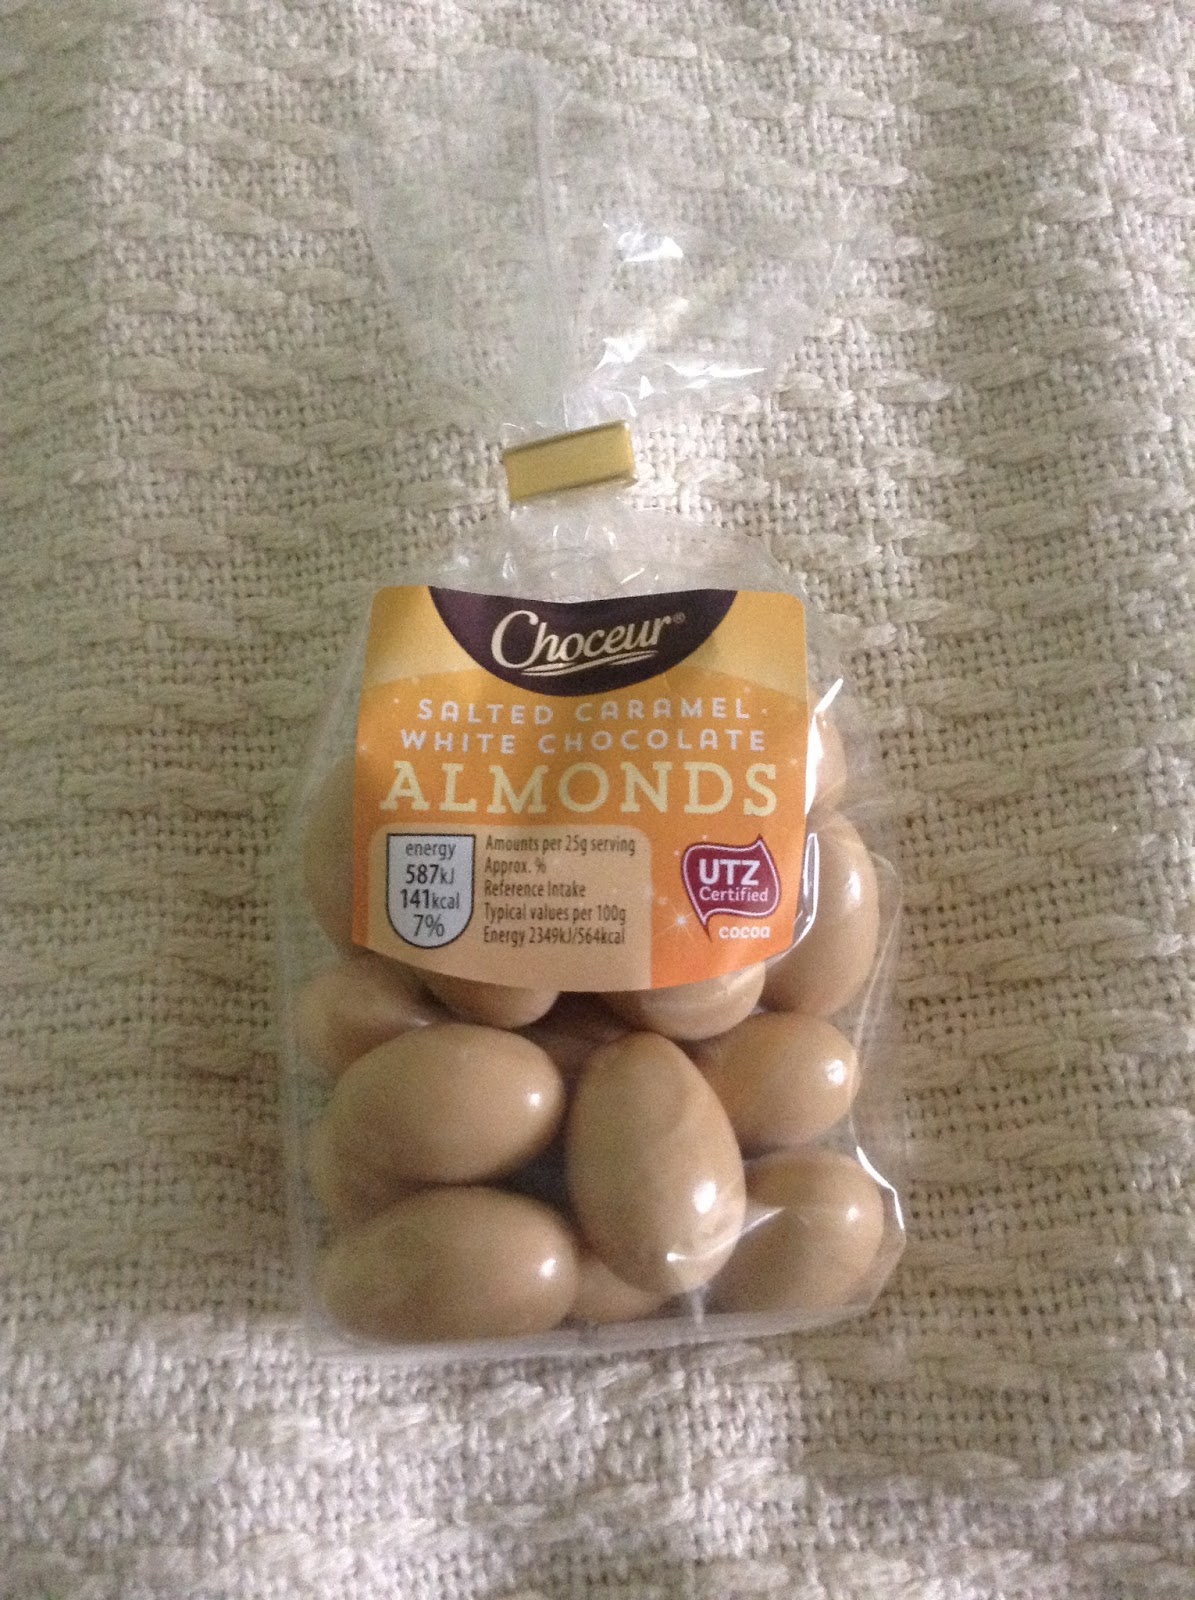 Choceur®
SALTED CARAMEL
WHITE CHOCOLATE
ALMONDS
energy
587kJ
141kcal
7%
Amounts per 25g serving
Approx. %
Reference Intake
Typical values per 100g
Energy 2349kJ/564kcal
UTZ
Certified
cocoa